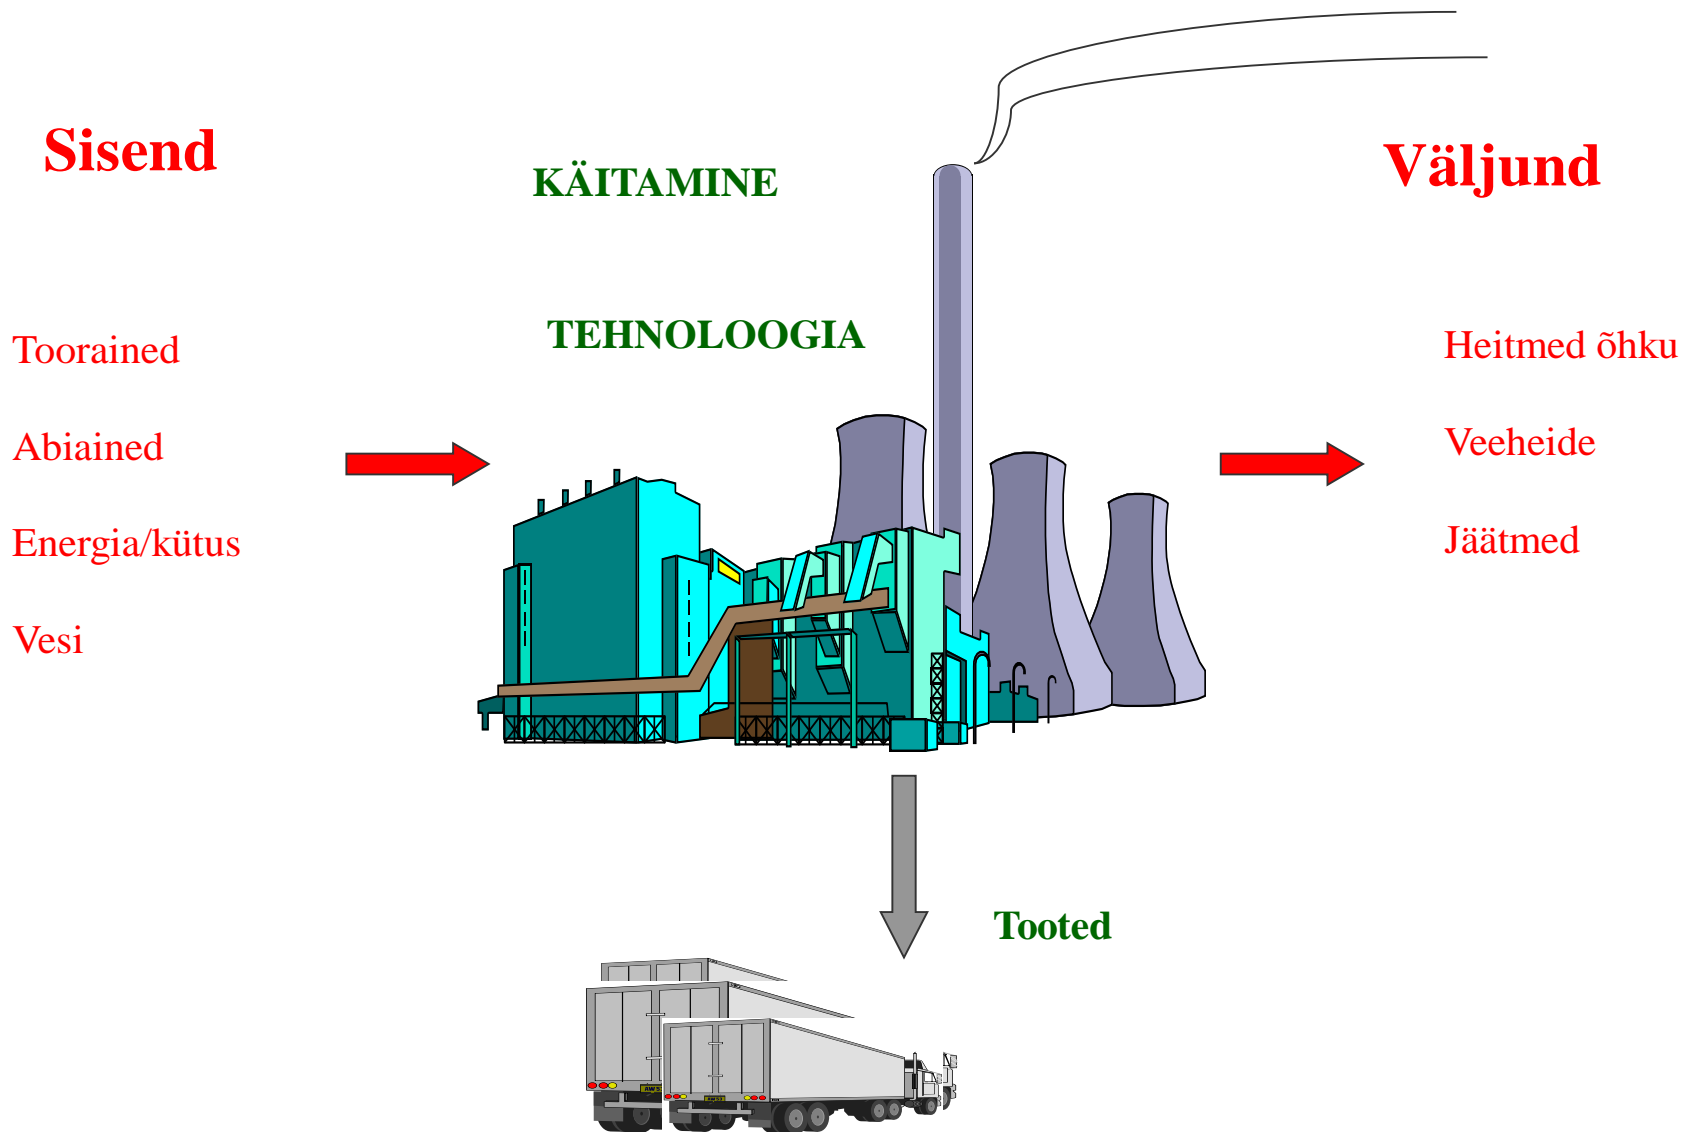 Sisend
KÄITAMINE
Väljund
TEHNOLOOGIA
Toorained
Abiained
Energia/kütus
Vesi
Heitmed õhku
Veeheide
Jäätmed
Tooted